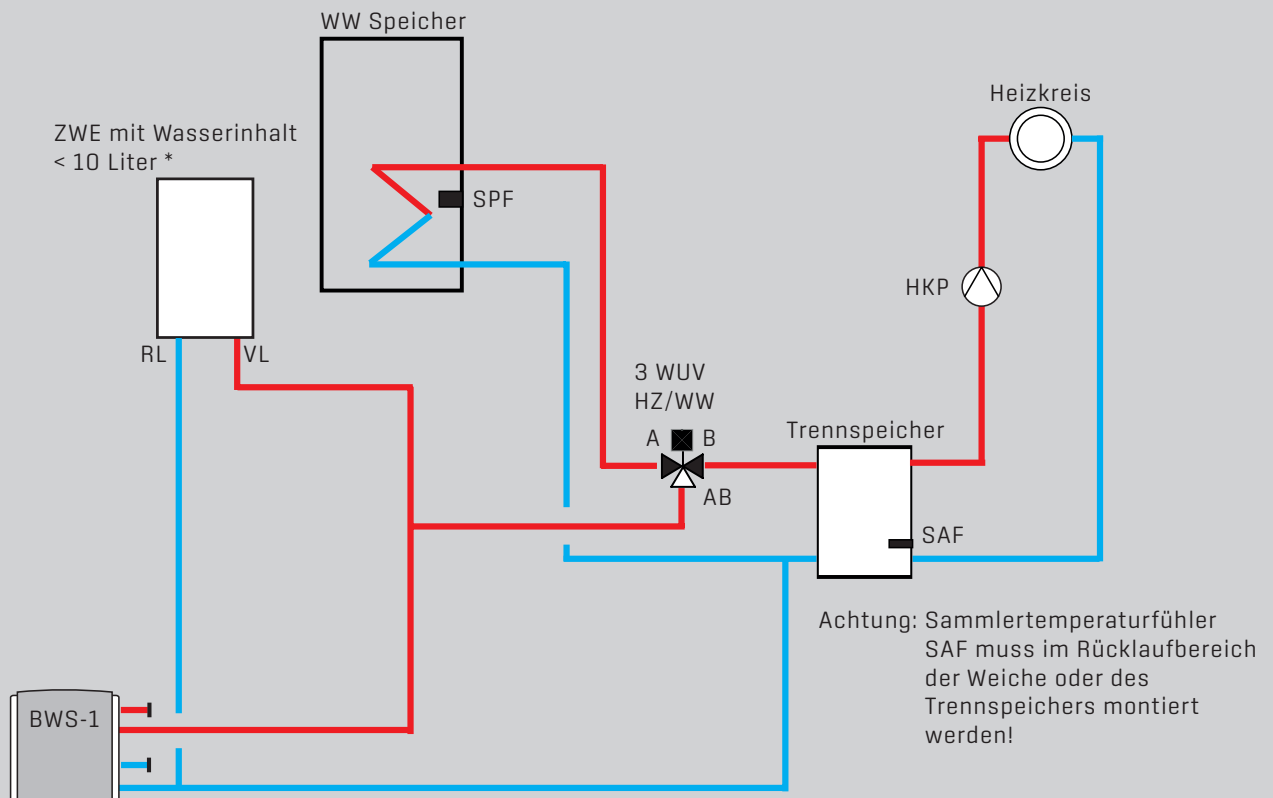 WW Speicher
Heizkreis
ZWE mit Wasserinhalt
< 10 Liter *
SPF
HKP
RL
VL
3 WUV
HZ/WW
A
B
AB
Trennspeicher
SAF
Achtung: Sammlertemperaturfühler
SAF muss im Rücklaufbereich
der Weiche oder des
Trennspeichers montiert
werden!
BWS-1